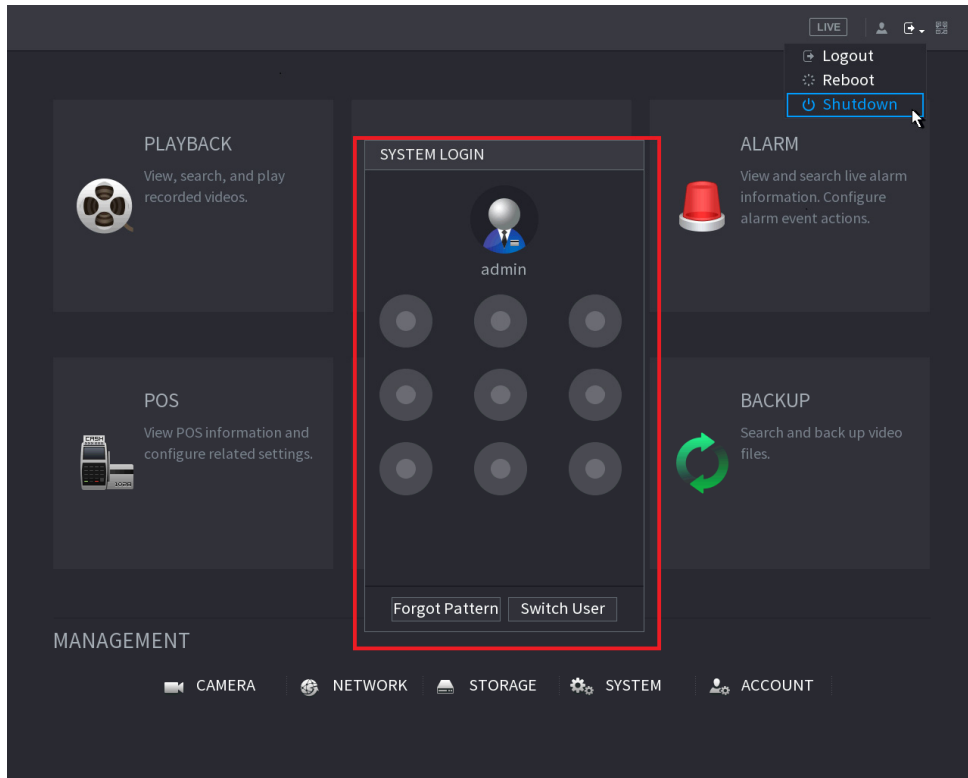 LIVE
Logout
Reboot
Shutdown
PLAYBACK
View, search, and play
recorded videos.
SYSTEM LOGIN
admin
Forgot Pattern
Switch User
ALARM
View and search live alarm
information. Configure
alarm event actions.
POS
View POS information and
configure related settings.
CASH
BACKUP
Search and back up video
files.
MANAGEMENT
CAMERA
NETWORK
STORAGE
SYSTEM
ACCOUNT